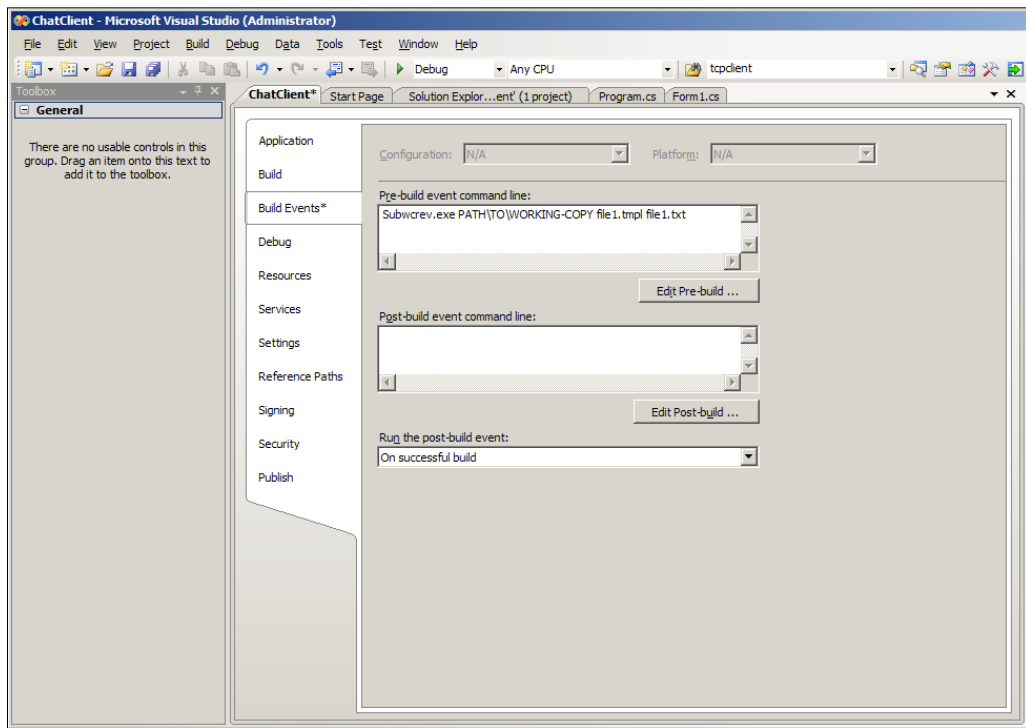 ChatClient - Microsoft Visual Studio (Administrator)
File Edit View Project Build Debug Data Tools Test Window Help
Debug Any CPU tcpclient
Toolbox
General
There are no usable controls in this
group. Drag an item onto this text to
add it to the toolbox.
ChatClient* Start Page Solution Explor...ent' (1 project) Program.cs Form1.cs
Application
Build
Build Events*
Debug
Resources
Services
Settings
Reference Paths
Signing
Security
Publish
Configuration: N/A Platform: N/A
Pre-build event command line:
Subwcrev.exe PATH\TO\WORKING-COPY file1.tmpl file1.txt
Edit Pre-build ...
Post-build event command line:
Edit Post-build ...
Run the post-build event:
On successful build